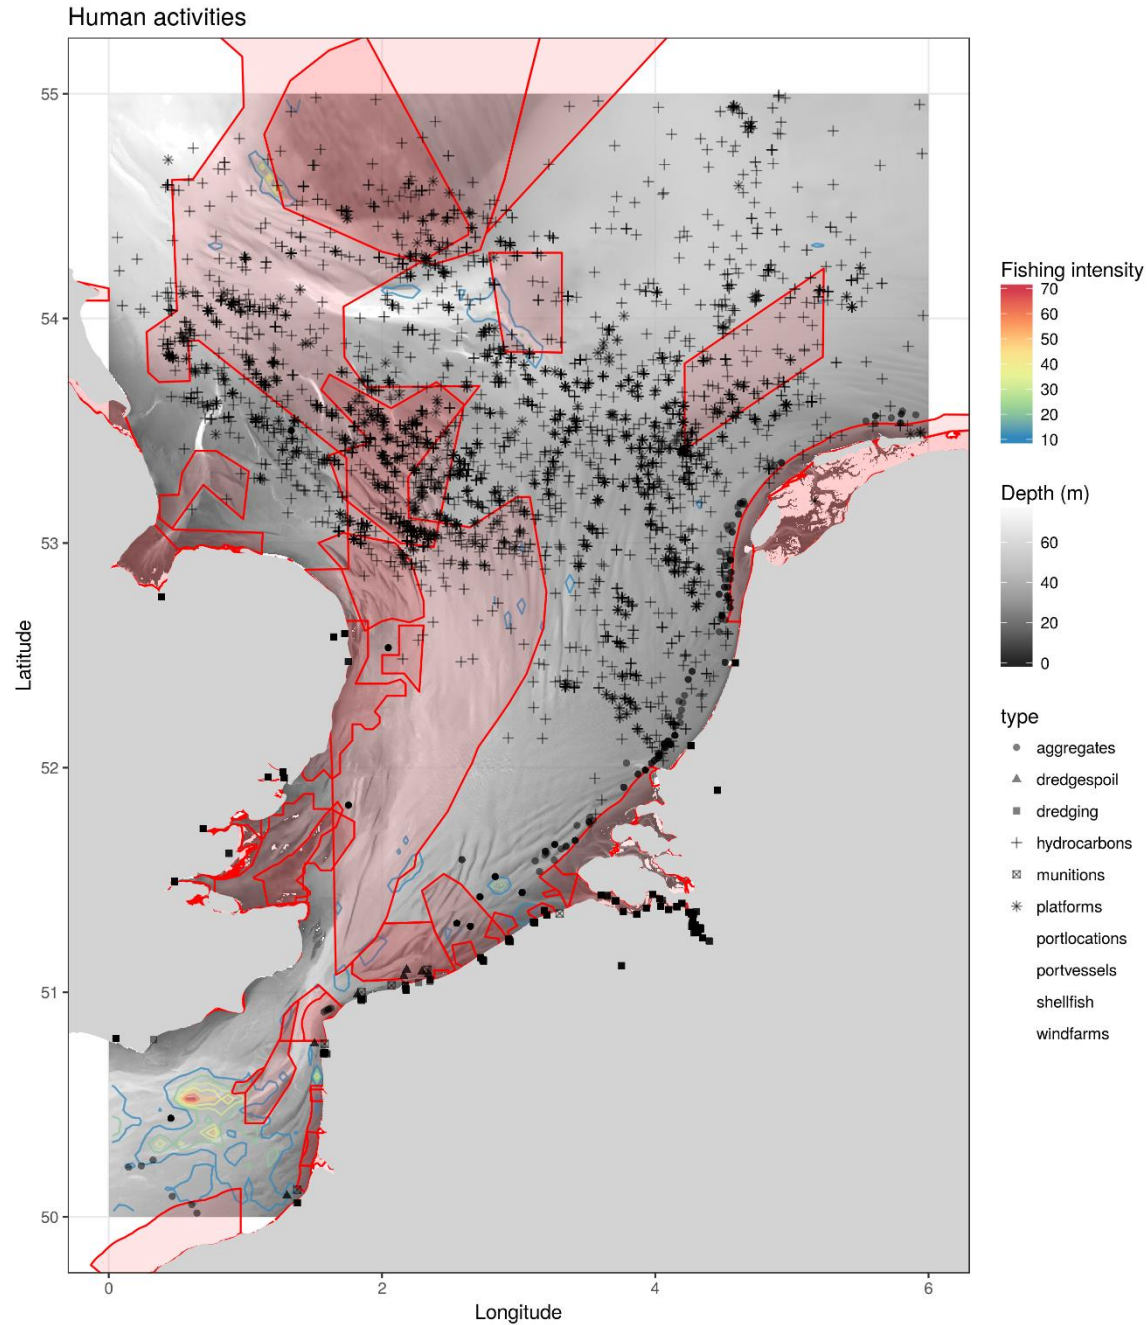 Human activities
55
54
53
52
51
50
Latitude
0
2
4
6
Longitude
Fishing intensity
70
60
50
40
30
20
10
Depth (m)
60
40
20
0
type
aggregates
dredgespoil
dredging
hydrocarbons
munitions
platforms
portlocations
portvessels
shellfish
windfarms